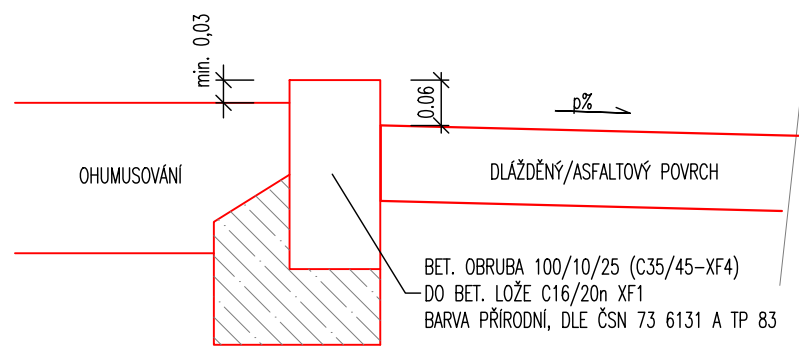 min. 0,03
0.06
p%
OHUMUSOVÁNÍ
DLÁŽDĚNÝ/ASFALTOVÝ POVRCH
BET. OBRUBA 100/10/25 (C35/45-XF4)
DO BET. LOŽE C16/20n XF1
BARVA PŘÍRODNÍ, DLE ČSN 73 6131 A TP 83